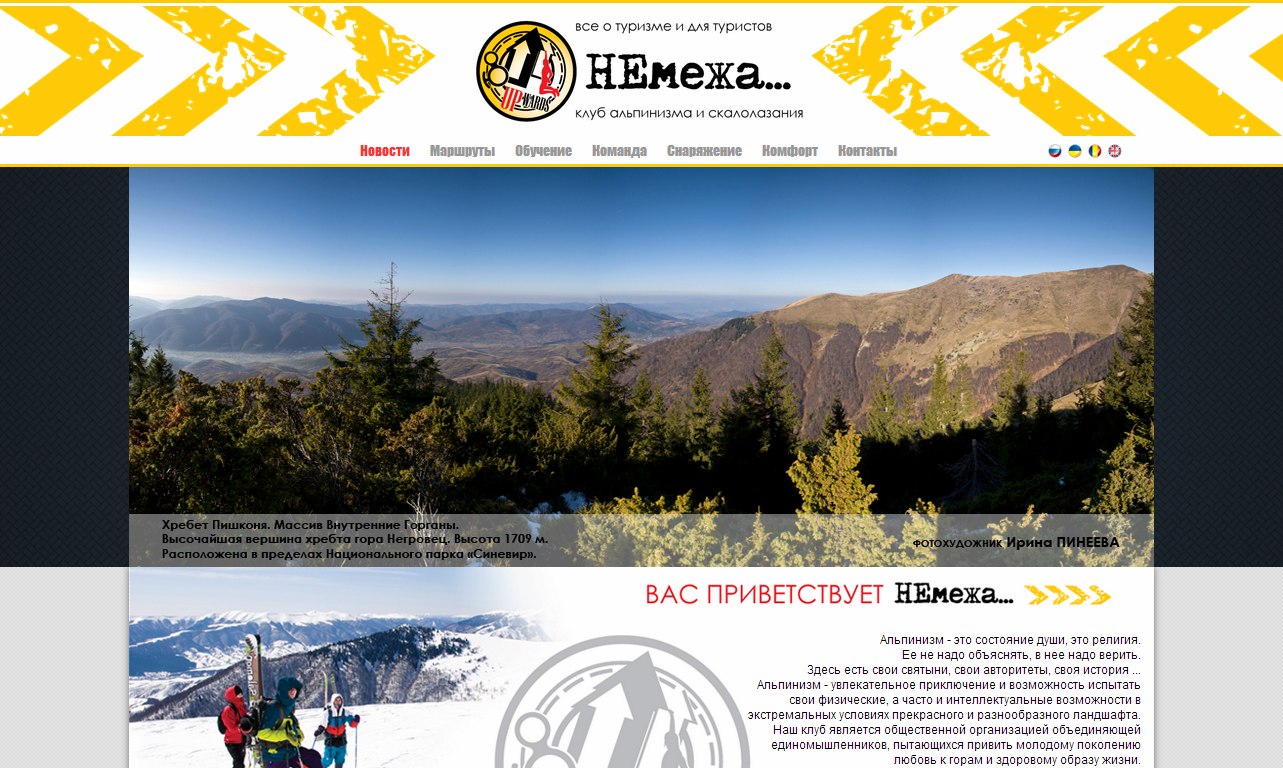 все о туризме и для туристов
НЕмежа...
UPWARDS
клуб альпинизма и скалолазания
Новости Маршруты Обучение Команда Снаряжение Комфорт Контакты
Хребет Пишконя. Массив Внутренние Горганы.
Высочайшая вершина хребта гора Негровец. Высота 1709 м.
Расположена в пределах Национального парка «Синевир».
ФОТОХУДОЖНИК Ирина ПИНЕЕВА
ВАС ПРИВЕТСТВУЕТ НЕмежа...
Альпинизм - это состояние души, это религия.
Ее не надо объяснять, в нее надо верить.
Здесь есть свои святыни, свои авторитеты, своя история ...
Альпинизм - увлекательное приключение и возможность испытать
свои физические, а часто и интеллектуальные возможности в
экстремальных условиях прекрасного и разнообразного ландшафта.
Наш клуб является общественной организацией объединяющей
единомышленников, пытающихся привить молодому поколению
любовь к горам и здоровому образу жизни.